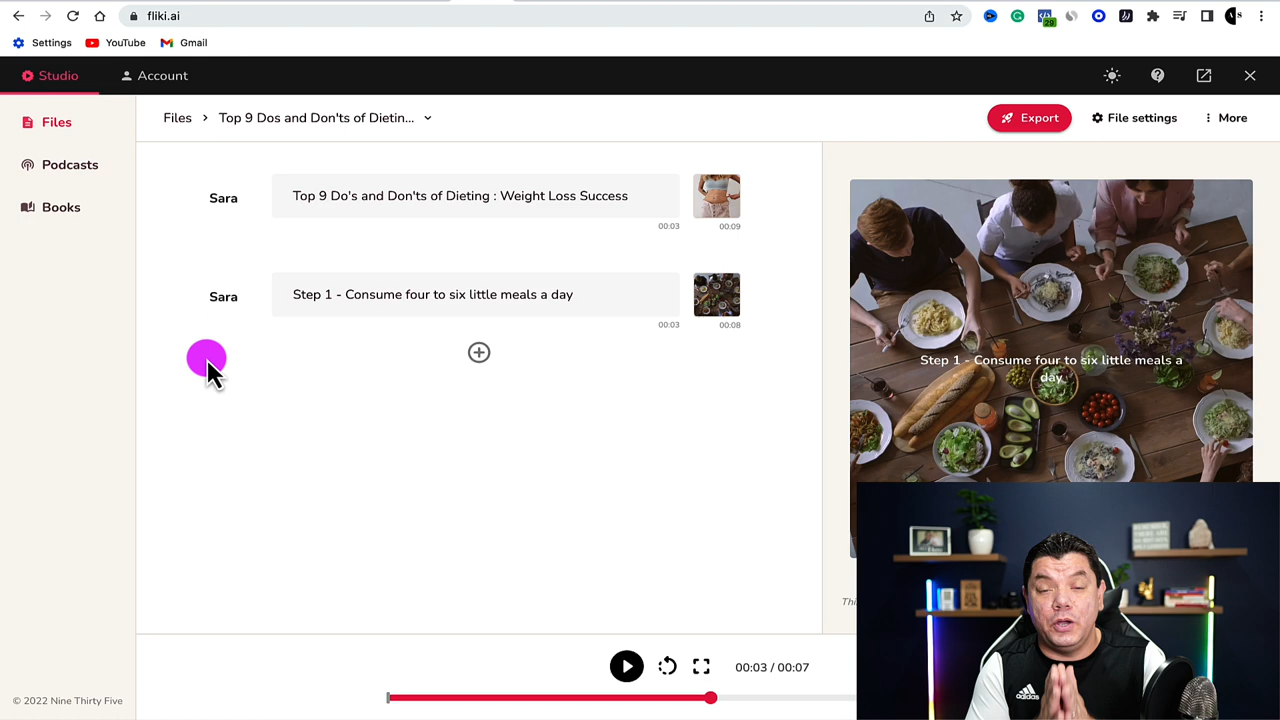 fliki.ai
29
Settings
YouTube
Gmail
Studio
Account
Files
Podcasts
Books
Files > Top 9 Dos and Don'ts of Dietin...
Export
File settings
More
Sara
Top 9 Do's and Don'ts of Dieting : Weight Loss Success
00:03
00:09
Sara
Step 1 - Consume four to six little meals a day
00:03
00:08
Step 1 - Consume four to six little meals a
day
00:03 / 00:07
© 2022 Nine Thirty Five
adidas